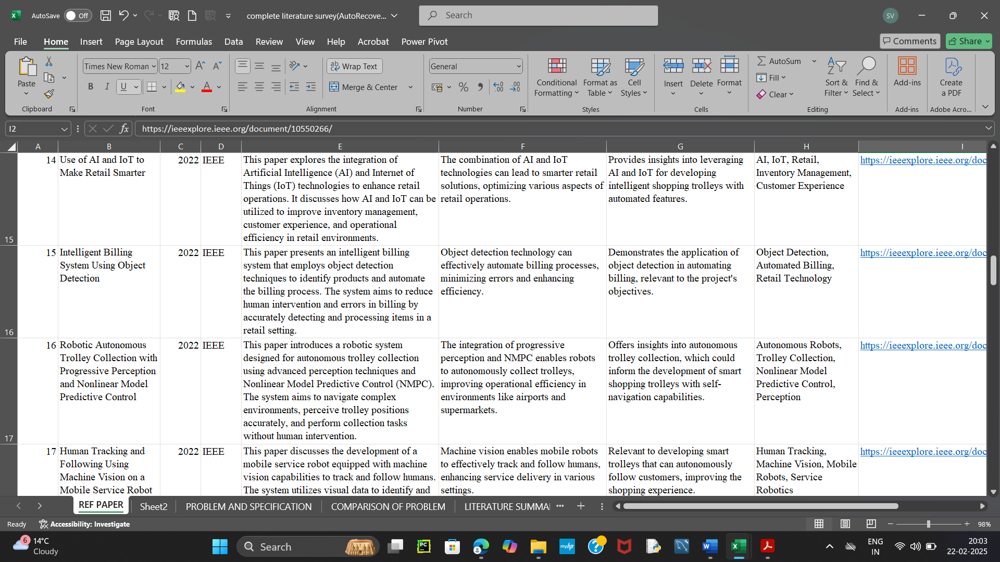 AutoSave Off complete literature survey(AutoRecove... Search SV
File Home Insert Page Layout Formulas Data Review View Help Acrobat Power Pivot Comments Share
Paste
Clipboard
Times New Roman 12
B I U
Font
Wrap Text
Merge & Center
Alignment
General
Number
Conditional Formatting
Format as Table
Cell Styles
Styles
Insert Delete Format
Cells
AutoSum
Fill
Clear
Sort & Filter
Find & Select
Editing
Add-ins
Add-ins
Create a PDF
Adobe Acro...
I2 fx https://ieeexplore.ieee.org/document/10550266/
A B C D E F G H I
15
14
Use of AI and IoT to
Make Retail Smarter
2022
IEEE
This paper explores the integration of
Artificial Intelligence (AI) and Internet of
Things (IoT) technologies to enhance retail
operations. It discusses how AI and IoT can be
utilized to improve inventory management,
customer experience, and operational
efficiency in retail environments.
The combination of AI and IoT
technologies can lead to smarter retail
solutions, optimizing various aspects of
retail operations.
Provides insights into leveraging
AI and IoT for developing
intelligent shopping trolleys with
automated features.
AI, IoT, Retail,
Inventory Management,
Customer Experience
https://ieeexplore.ieee.org/doc
16
15
Intelligent Billing
System Using Object
Detection
2022
IEEE
This paper presents an intelligent billing
system that employs object detection
techniques to identify products and automate
the billing process. The system aims to reduce
human intervention and errors in billing by
accurately detecting and processing items in a
retail setting.
Object detection technology can
effectively automate billing processes,
minimizing errors and enhancing
efficiency.
Demonstrates the application of
object detection in automating
billing, relevant to the project's
objectives.
Object Detection,
Automated Billing,
Retail Technology
https://ieeexplore.ieee.org/doc
17
16
Robotic Autonomous
Trolley Collection with
Progressive Perception
and Nonlinear Model
Predictive Control
2022
IEEE
This paper introduces a robotic system
designed for autonomous trolley collection
using advanced perception techniques and
Nonlinear Model Predictive Control (NMPC).
The system aims to navigate complex
environments, perceive trolley positions
accurately, and perform collection tasks
without human intervention.
The integration of progressive
perception and NMPC enables robots
to autonomously collect trolleys,
improving operational efficiency in
environments like airports and
supermarkets.
Offers insights into autonomous
trolley collection, which could
inform the development of smart
shopping trolleys with self-
navigation capabilities.
Autonomous Robots,
Trolley Collection,
Nonlinear Model
Predictive Control,
Perception
https://ieeexplore.ieee.org/doc
17
Human Tracking and
Following Using
Machine Vision on a
Mobile Service Robot
2022
IEEE
This paper discusses the development of a
mobile service robot equipped with machine
vision capabilities to track and follow humans.
The system utilizes visual data to identify and
Machine vision enables mobile robots
to effectively track and follow humans,
enhancing service delivery in various
settings.
Relevant to developing smart
trolleys that can autonomously
follow customers, improving the
shopping experience.
Human Tracking,
Machine Vision, Mobile
Robots, Service
Robotics
https://ieeexplore.ieee.org/doc
REF PAPER Sheet2 PROBLEM AND SPECIFICATION COMPARISON OF PROBLEM LITERATURE SUMMA ...
Ready Accessibility: Investigate 98%
6 14°C
Cloudy
Search
PC
myhp
ENG
IN
20:03
22-02-2025